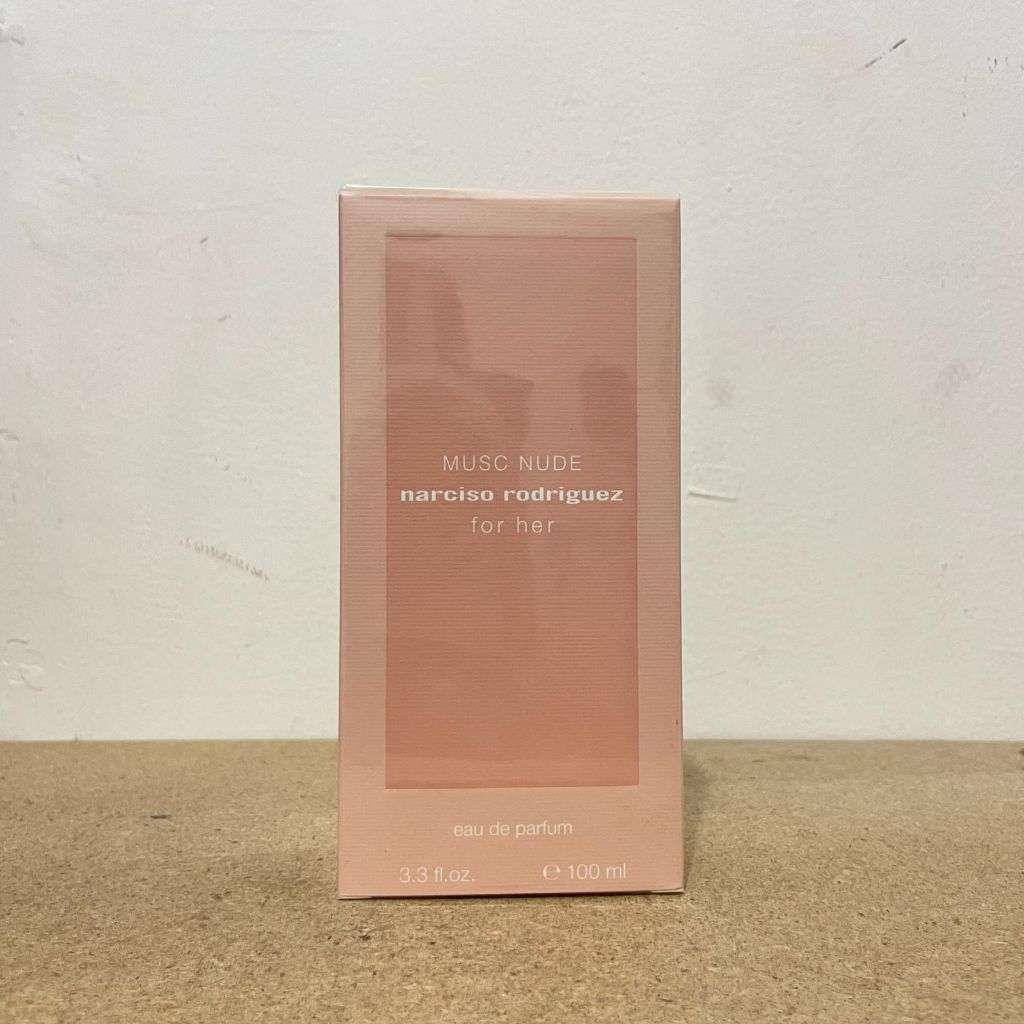 MUSC NUDE
narciso rodriguez
for her
eau de parfum
3.3 fl.oz. ℮ 100 ml